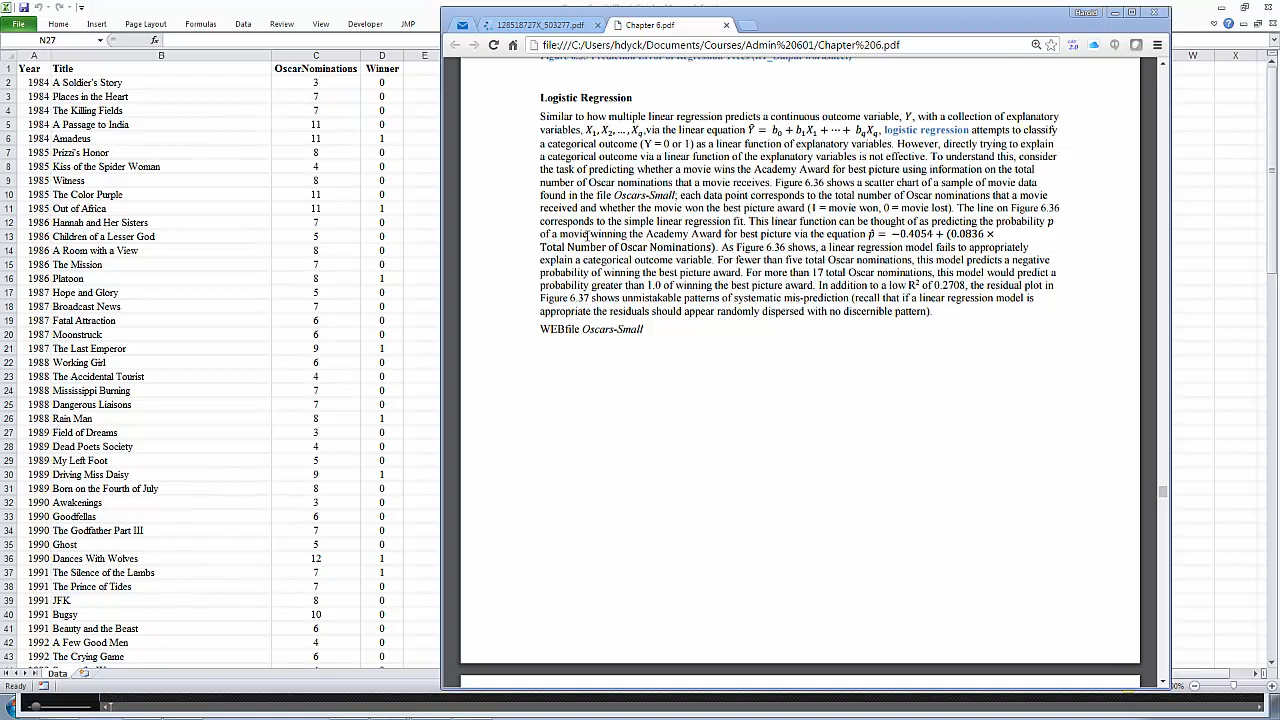 File Home Insert Page Layout Formulas Data Review View Developer JMP
N27 fx
A B C D E W X
1 Year Title OscarNominations Winner
2 1984 A Soldier's Story 3 0
3 1984 Places in the Heart 7 0
4 1984 The Killing Fields 7 0
5 1984 A Passage to India 11 0
6 1984 Amadeus 11 1
7 1985 Prizzi's Honor 8 0
8 1985 Kiss of the Spider Woman 4 0
9 1985 Witness 8 0
10 1985 The Color Purple 11 0
11 1985 Out of Africa 11 1
12 1986 Hannah and Her Sisters 7 0
13 1986 Children of a Lesser God 5 0
14 1986 A Room with a View 8 0
15 1986 The Mission 7 0
16 1986 Platoon 8 1
17 1987 Hope and Glory 5 0
18 1987 Broadcast News 7 0
19 1987 Fatal Attraction 6 0
20 1987 Moonstruck 6 0
21 1987 The Last Emperor 9 1
22 1988 Working Girl 6 0
23 1988 The Accidental Tourist 4 0
24 1988 Mississippi Burning 7 0
25 1988 Dangerous Liaisons 7 0
26 1988 Rain Man 8 1
27 1989 Field of Dreams 3 0
28 1989 Dead Poets Society 4 0
29 1989 My Left Foot 5 0
30 1989 Driving Miss Daisy 9 1
31 1989 Born on the Fourth of July 8 0
32 1990 Awakenings 3 0
33 1990 Goodfellas 6 0
34 1990 The Godfather Part III 7 0
35 1990 Ghost 5 0
36 1990 Dances With Wolves 12 1
37 1991 The Silence of the Lambs 7 1
38 1991 The Prince of Tides 7 0
39 1991 JFK 8 0
40 1991 Bugsy 10 0
41 1991 Beauty and the Beast 6 0
42 1992 A Few Good Men 4 0
43 1992 The Crying Game 6 0
Data
Ready
Harold
128518727X_503277.pdf × Chapter 6.pdf ×
file:///C:/Users/hdyck/Documents/Courses/Admin%20601/Chapter%206.pdf
Logistic Regression
Similar to how multiple linear regression predicts a continuous outcome variable, Y, with a collection of explanatory
variables, X₁, X₂, … , Xq, via the linear equation Ŷ = b₀ + b₁X₁ + ⋯ + bqXq, logistic regression attempts to classify
a categorical outcome (Y = 0 or 1) as a linear function of explanatory variables. However, directly trying to explain
a categorical outcome via a linear function of the explanatory variables is not effective. To understand this, consider
the task of predicting whether a movie wins the Academy Award for best picture using information on the total
number of Oscar nominations that a movie receives. Figure 6.36 shows a scatter chart of a sample of movie data
found in the file Oscars-Small; each data point corresponds to the total number of Oscar nominations that a movie
received and whether the movie won the best picture award (1 = movie won, 0 = movie lost). The line on Figure 6.36
corresponds to the simple linear regression fit. This linear function can be thought of as predicting the probability p
of a movie winning the Academy Award for best picture via the equation p̂ = −0.4054 + (0.0836 ×
Total Number of Oscar Nominations). As Figure 6.36 shows, a linear regression model fails to appropriately
explain a categorical outcome variable. For fewer than five total Oscar nominations, this model predicts a negative
probability of winning the best picture award. For more than 17 total Oscar nominations, this model would predict a
probability greater than 1.0 of winning the best picture award. In addition to a low R² of 0.2708, the residual plot in
Figure 6.37 shows unmistakable patterns of systematic mis-prediction (recall that if a linear regression model is
appropriate the residuals should appear randomly dispersed with no discernible pattern).
WEBfile Oscars-Small